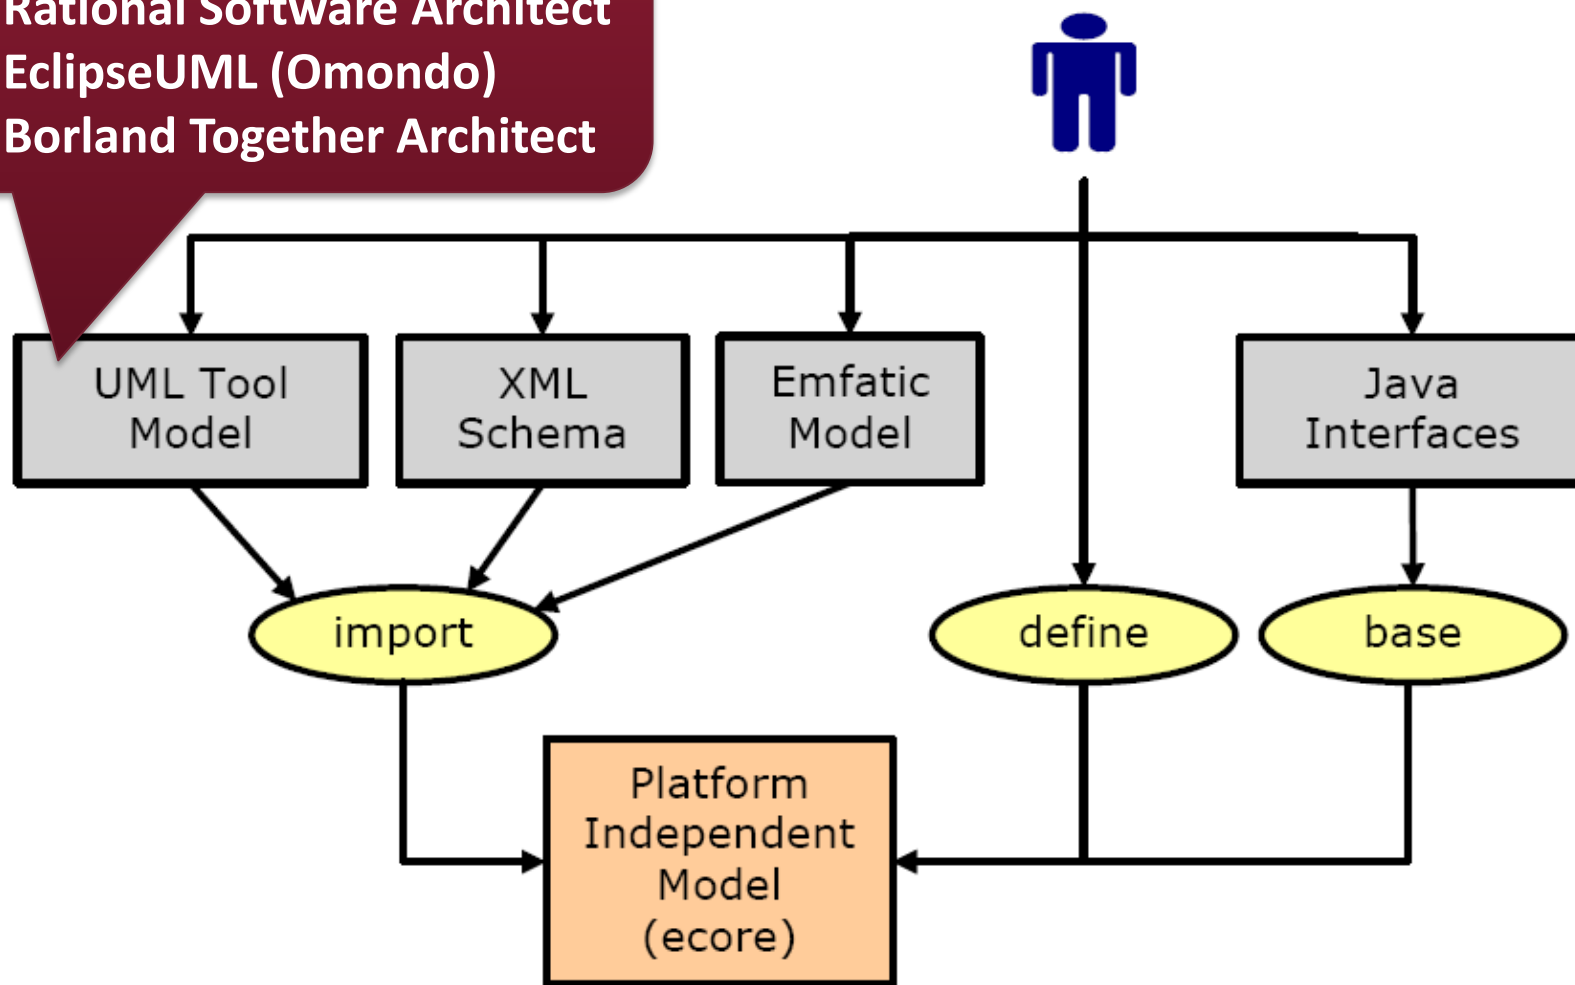 Rational Software Architect
EclipseUML (Omondo)
Borland Together Architect
UML Tool
Model
XML
Schema
Emfatic
Model
Java
Interfaces
import
define
base
Platform
Independent
Model
(ecore)